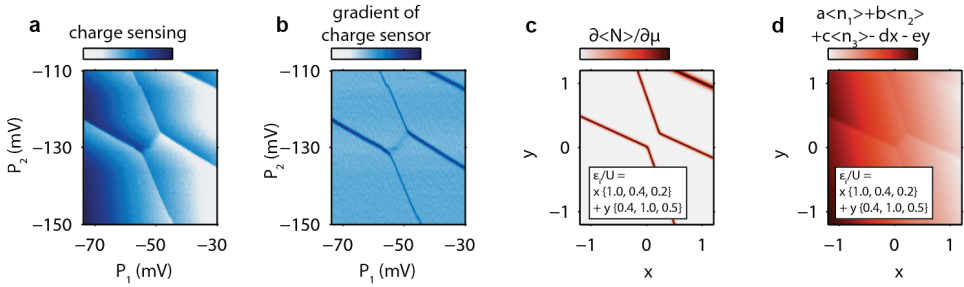 a
charge sensing
−110
−130
−150
P2 (mV)
−70
−50
−30
P1 (mV)
b
gradient of
charge sensor
−110
−130
−150
P2 (mV)
−70
−50
−30
P1 (mV)
c
∂<N>/∂μ
1
0
−1
y
εi/U =
x {1.0, 0.4, 0.2}
+ y {0.4, 1.0, 0.5}
−1
0
1
x
d
a<n1>+b<n2>
+c<n3>- dx - ey
1
0
−1
y
εi/U =
x {1.0, 0.4, 0.2}
+ y {0.4, 1.0, 0.5}
−1
0
1
x